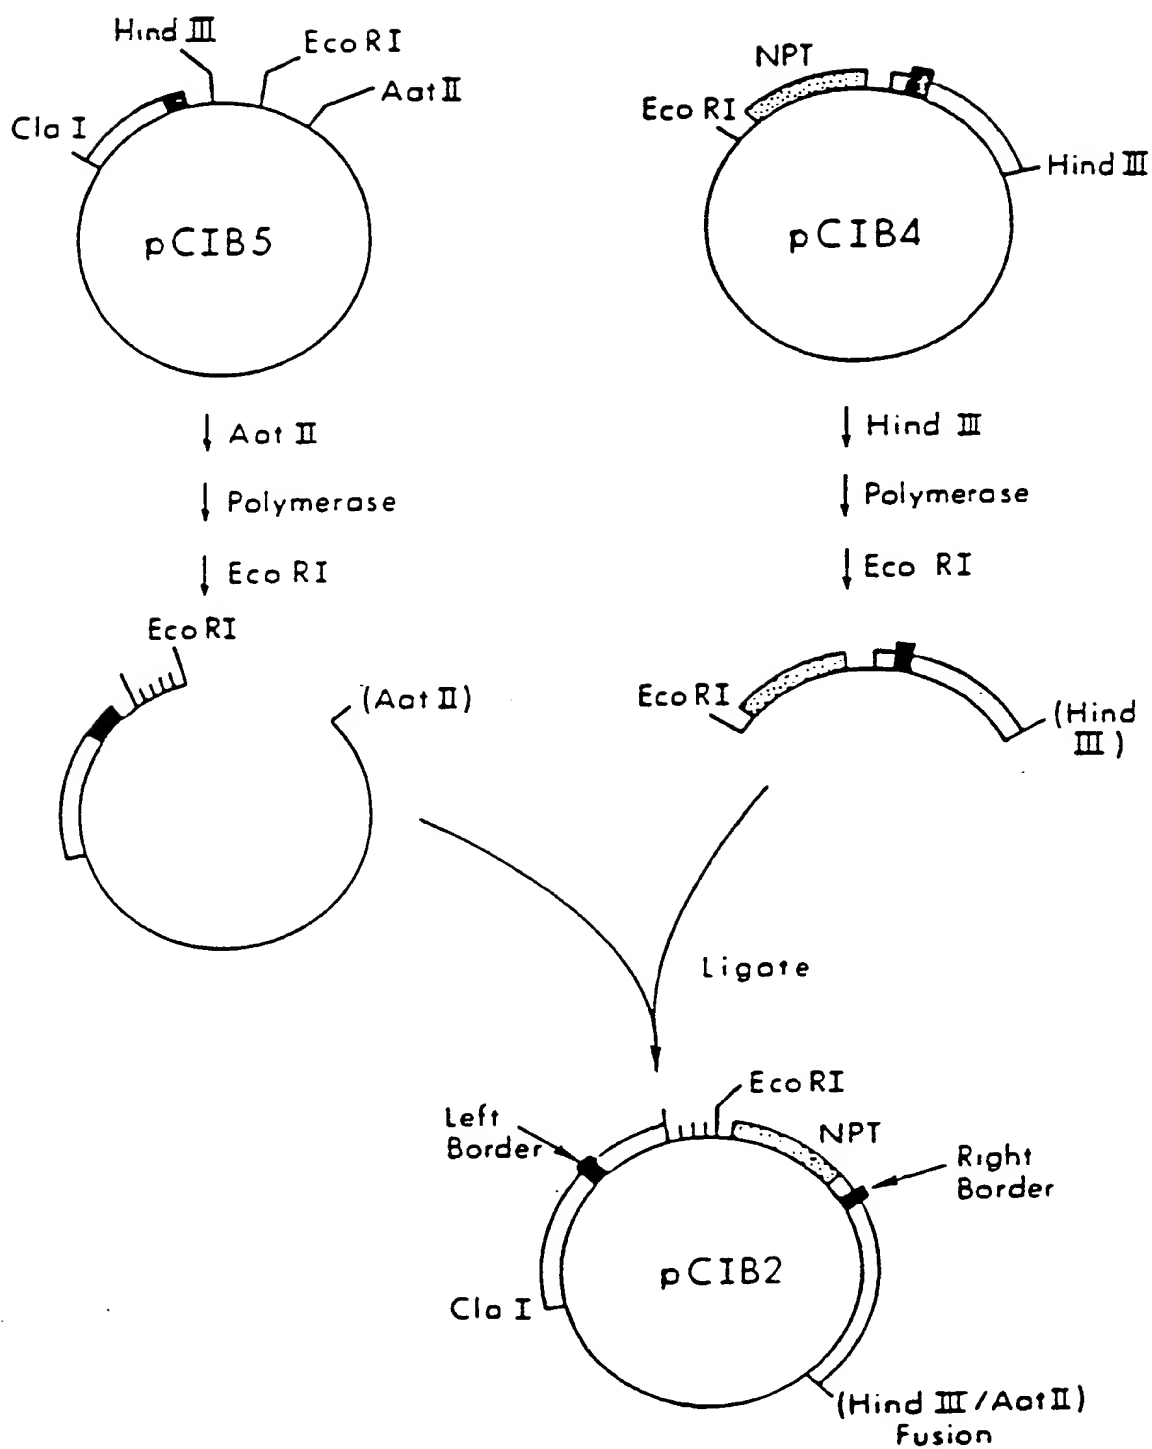 Hind III
Eco RI
Aat II
Cla I
pCIB5
NPT
Eco RI
Hind III
pCIB4
Aat II
Polymerase
Eco RI
Hind III
Polymerase
Eco RI
Eco RI
(Aat II)
Eco RI
(Hind
III)
Ligate
Eco RI
Left
Border
NPT
Right
Border
pCIB2
Cla I
(Hind III/Aat II)
Fusion